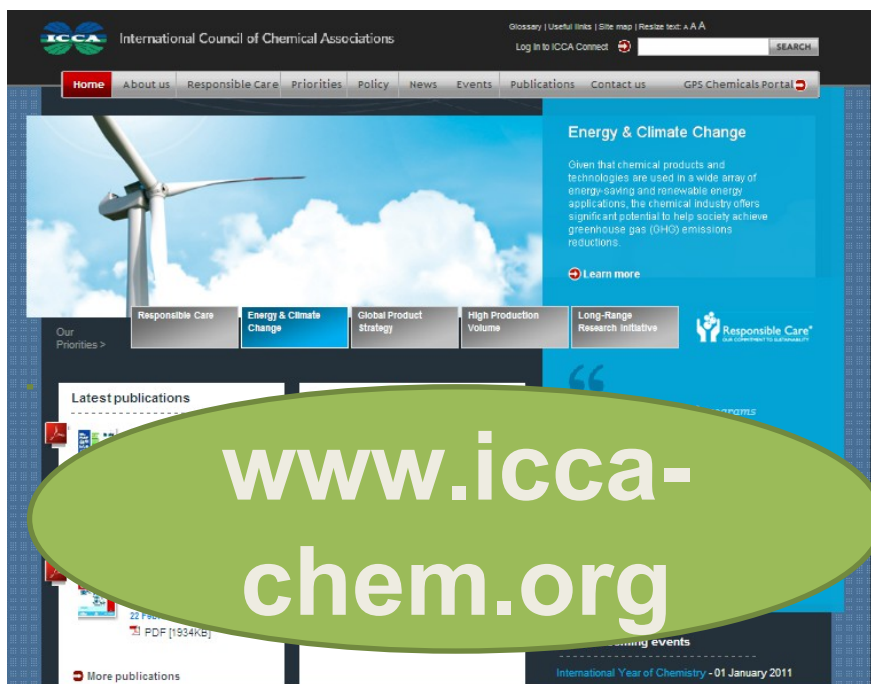 Glossary | Useful links | Site map | Resize text: A A A
ICCA
International Council of Chemical Associations
Log in to ICCA Connect
SEARCH
Home About us Responsible Care Priorities Policy News Events Publications Contact us GPS Chemicals Portal
Energy & Climate Change
Given that chemical products and
technologies are used in a wide array of
energy-saving and renewable energy
applications, the chemical industry offers
significant potential to help society achieve
greenhouse gas (GHG) emissions
reductions.
Learn more
Our
Priorities >
Responsible Care
Energy & Climate
Change
Global Product
Strategy
High Production
Volume
Long-Range
Research Initiative
Responsible Care®
OUR COMMITMENT TO SUSTAINABILITY
Latest publications
www.icca-
chem.org
PDF [1934KB]
events
More publications
International Year of Chemistry - 01 January 2011